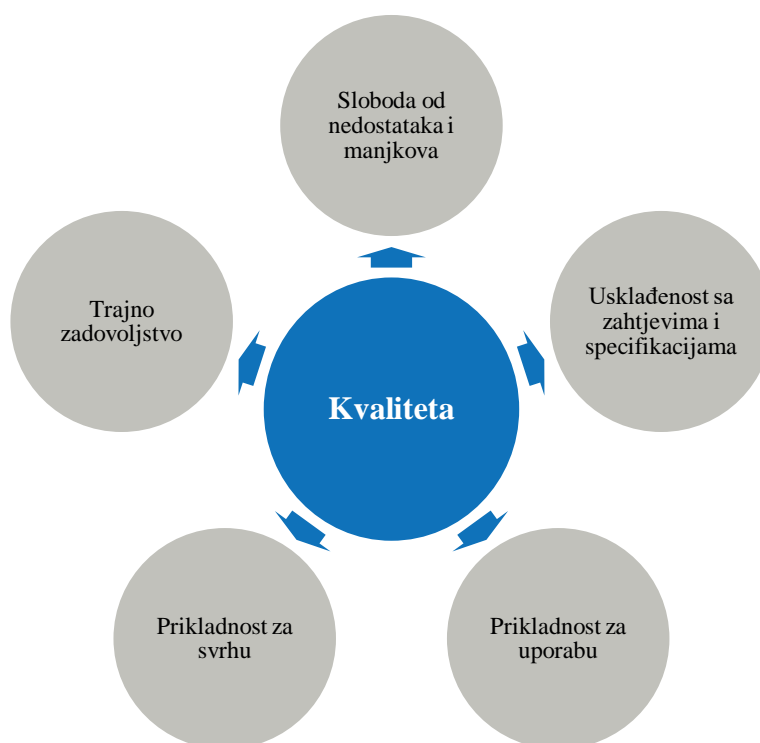 Sloboda od
nedostataka i
manjkova
Trajno
zadovoljstvo
Usklađenost sa
zahtjevima i
specifikacijama
Kvaliteta
Prikladnost za
svrhu
Prikladnost za
uporabu